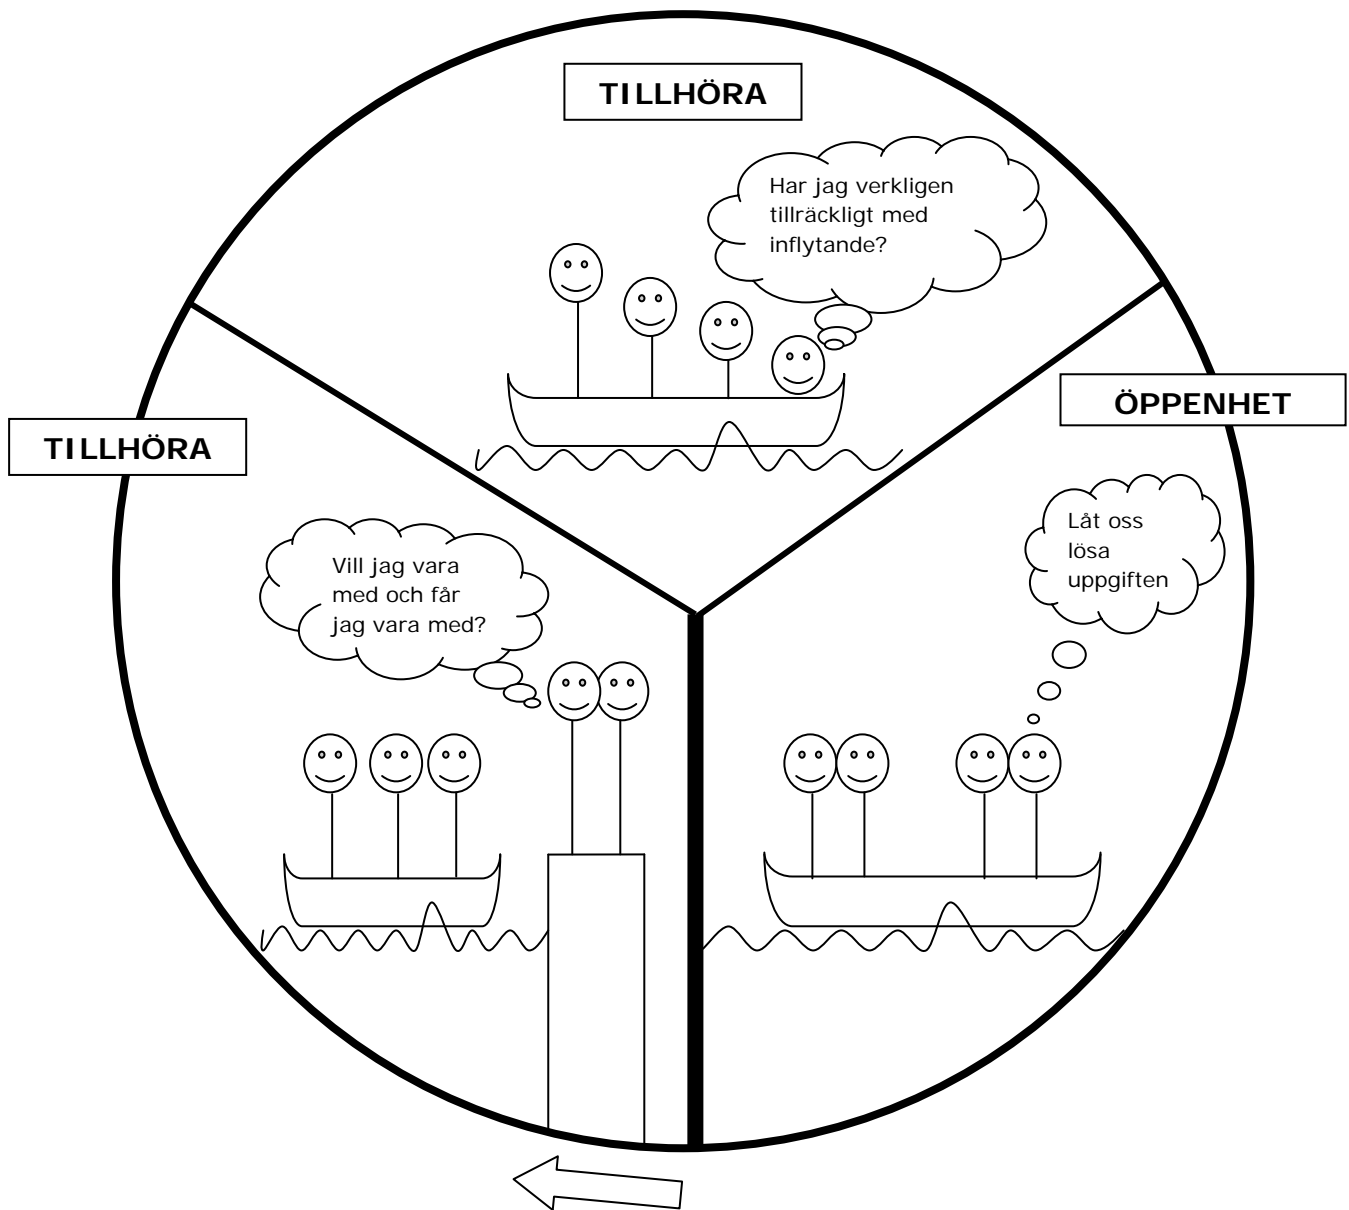 TILLHÖRA
Har jag verkligen
tillräckligt med
inflytande?
ÖPPENHET
TILLHÖRA
Låt oss
lösa
uppgiften
Vill jag vara
med och får
jag vara med?